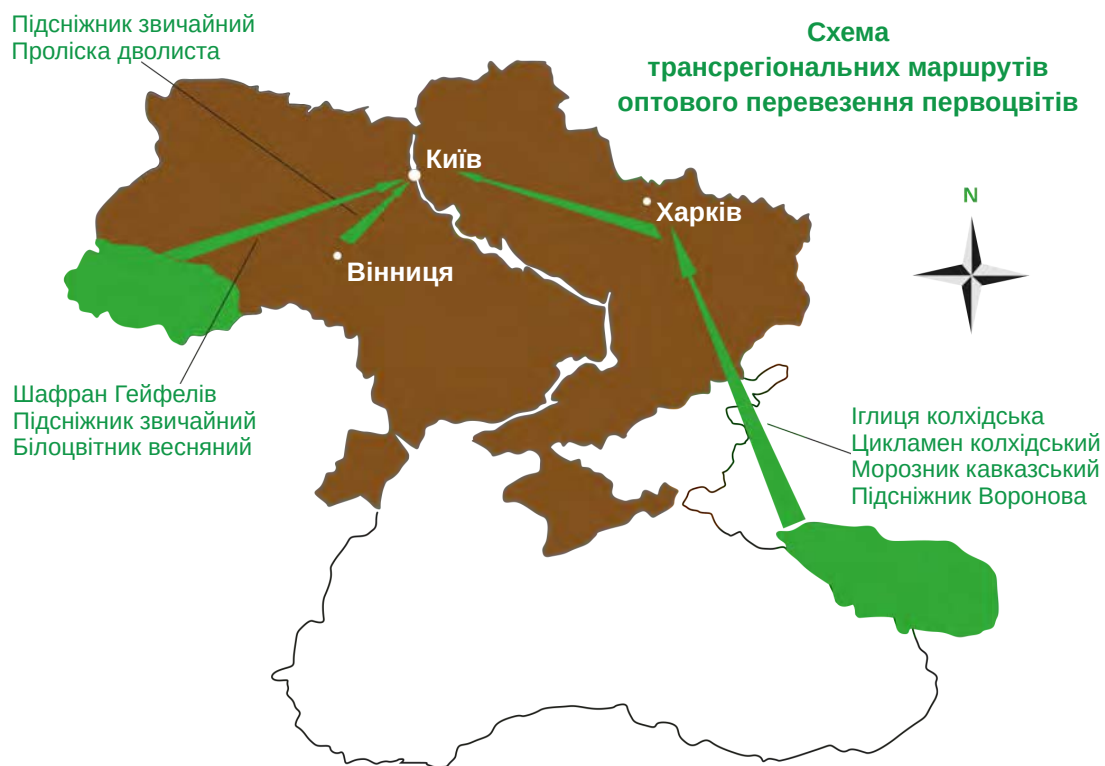 Підсніжник звичайний
Проліска дволиста
Схема
трансрегіональних маршрутів
оптового перевезення первоцвітів
Київ
Харків
N
Вінниця
Шафран Гейфелів
Підсніжник звичайний
Білоцвітник весняний
Іглиця колхідська
Цикламен колхідський
Морозник кавказський
Підсніжник Воронова